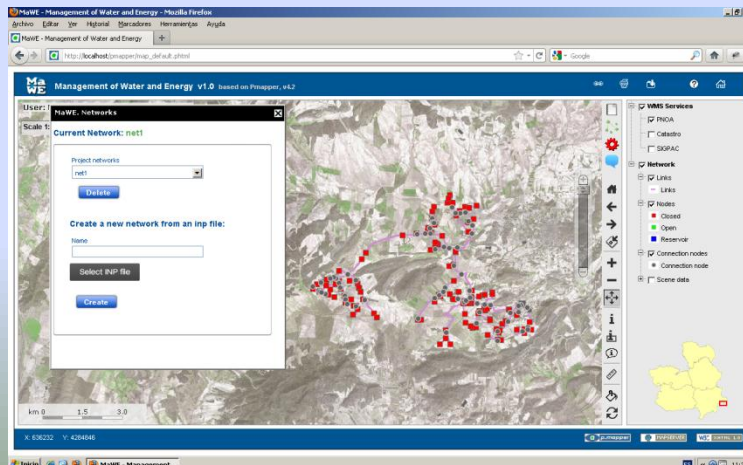 MaWE - Management of Water and Energy - Mozilla Firefox
Archivo Editar Ver Historial Marcadores Herramientas Ayuda
MaWE - Management of Water and Energy
http://localhost/pmapper/map_default.phtml
Google
Ma
WE
Management of Water and Energy v1.0 based on Pmapper, v4.2
User:
MaWE. Networks
Scale 1:
Current Network: net1
Project networks
net1
Delete
Create a new network from an inp file:
Name
Select INP file
Create
WMS Services
PNOA
Catastro
SIGPAC
Network
Links
Links
Nodes
Closed
Open
Reservoir
Connection nodes
Connection node
Scene data
km 0 1.5 3.0
X: 636232 Y: 4284846
p.mapper
MAPSERVER
Inicio
MaWE - Management ...